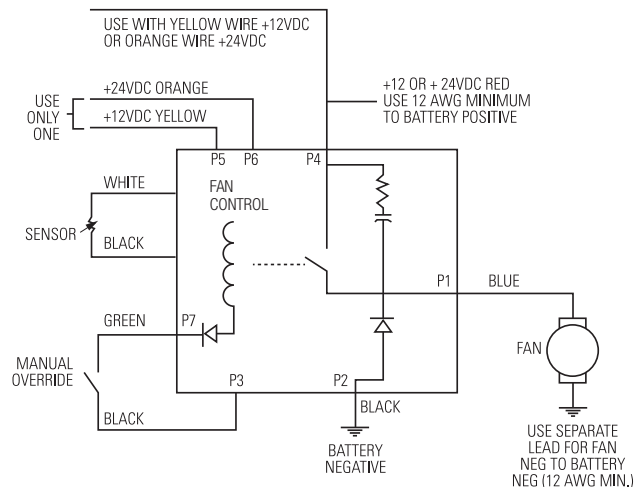 USE WITH YELLOW WIRE +12VDC
OR ORANGE WIRE +24VDC
+24VDC ORANGE
+12VDC YELLOW
USE
ONLY
ONE
+12 OR + 24VDC RED
USE 12 AWG MINIMUM
TO BATTERY POSITIVE
P5
P6
P4
WHITE
FAN
CONTROL
SENSOR
BLACK
P1
BLUE
GREEN
P7
FAN
MANUAL
OVERRIDE
P3
P2
BLACK
BLACK
BATTERY
NEGATIVE
USE SEPARATE
LEAD FOR FAN
NEG TO BATTERY
NEG (12 AWG MIN.)